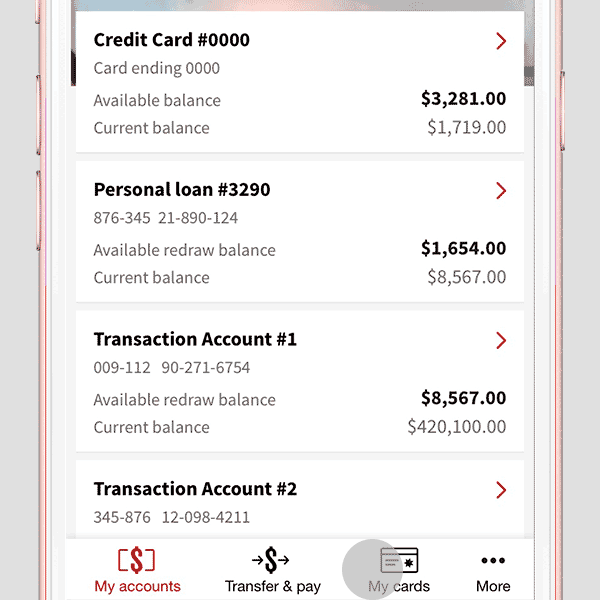 Credit Card #0000
Card ending 0000
Available balance $3,281.00
Current balance $1,719.00
Personal loan #3290
876-345 21-890-124
Available redraw balance $1,654.00
Current balance $8,567.00
Transaction Account #1
009-112 90-271-6754
Available redraw balance $8,567.00
Current balance $420,100.00
Transaction Account #2
345-876 12-098-4211
My accounts Transfer & pay My cards More